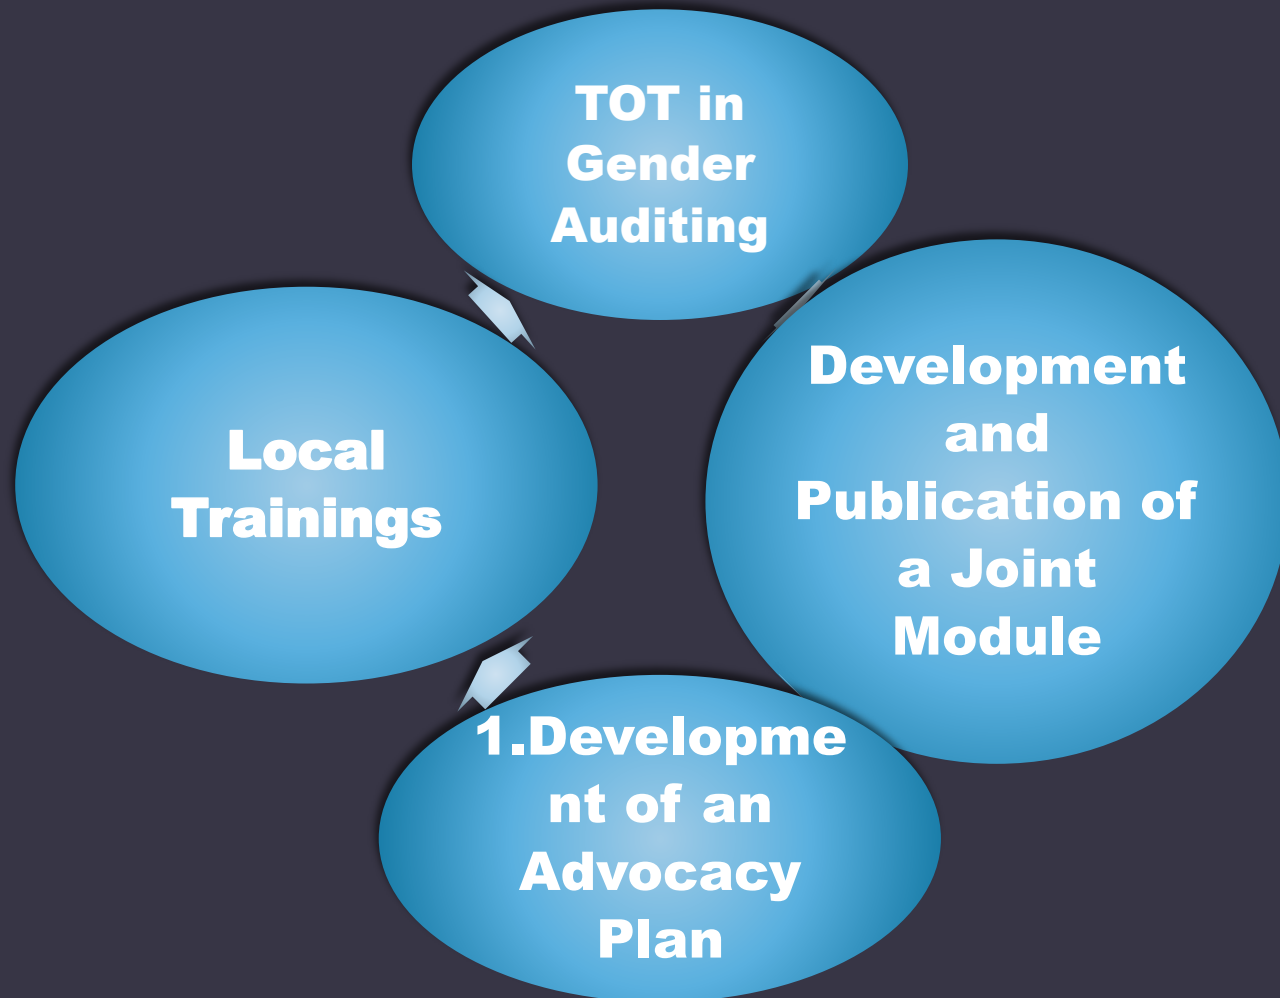 TOT in
Gender
Auditing
Development
and
Publication of
a Joint
Module
1.Developme
nt of an
Advocacy
Plan
Local
Trainings